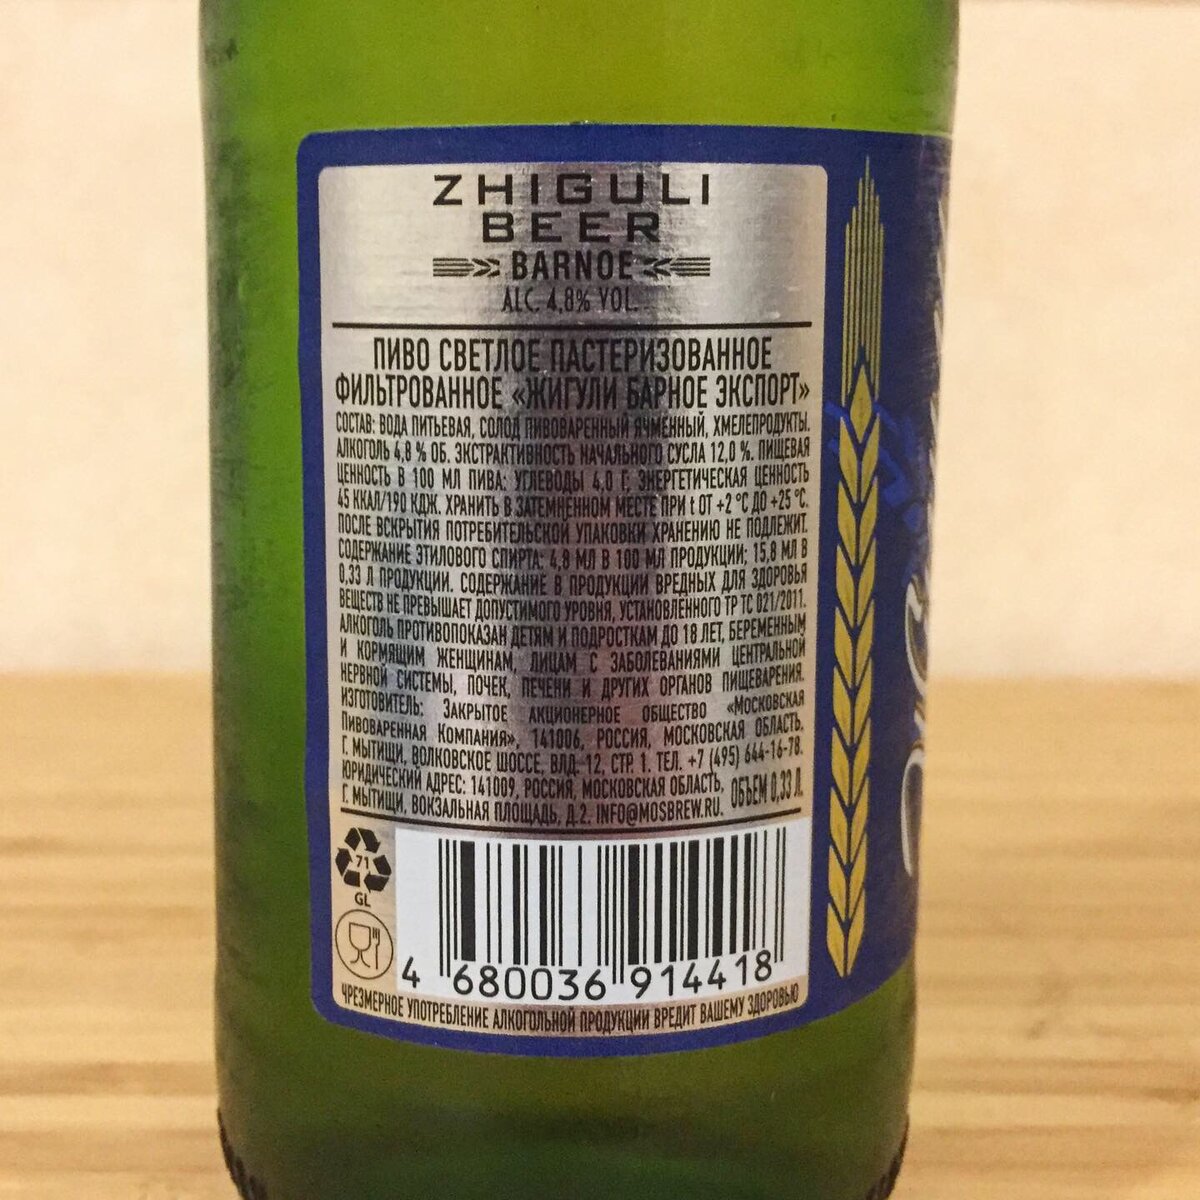 ZHIGULI
BEER
BARNOE
ALC. 4,8% VOL.
ПИВО СВЕТЛОЕ ПАСТЕРИЗОВАННОЕ
ФИЛЬТРОВАННОЕ «ЖИГУЛИ БАРНОЕ ЭКСПОРТ»
СОСТАВ: ВОДА ПИТЬЕВАЯ, СОЛОД ПИВОВАРЕННЫЙ ЯЧМЕННЫЙ, ХМЕЛЕПРОДУКТЫ.
АЛКОГОЛЬ 4,8 % ОБ. ЭКСТРАКТИВНОСТЬ НАЧАЛЬНОГО СУСЛА 12,0 %. ПИЩЕВАЯ
ЦЕННОСТЬ В 100 МЛ ПИВА: УГЛЕВОДЫ 4,0 Г; ЭНЕРГЕТИЧЕСКАЯ ЦЕННОСТЬ
45 ККАЛ/190 КДЖ. ХРАНИТЬ В ЗАТЕМНЕННОМ МЕСТЕ ПРИ t ОТ +2 °С ДО +25 °С.
ПОСЛЕ ВСКРЫТИЯ ПОТРЕБИТЕЛЬСКОЙ УПАКОВКИ ХРАНЕНИЮ НЕ ПОДЛЕЖИТ.
СОДЕРЖАНИЕ ЭТИЛОВОГО СПИРТА: 4,8 МЛ В 100 МЛ ПРОДУКЦИИ; 15,8 МЛ В
0,33 Л ПРОДУКЦИИ. СОДЕРЖАНИЕ В ПРОДУКЦИИ ВРЕДНЫХ ДЛЯ ЗДОРОВЬЯ
ВЕЩЕСТВ НЕ ПРЕВЫШАЕТ ДОПУСТИМОГО УРОВНЯ, УСТАНОВЛЕННОГО ТР ТС 021/2011.
АЛКОГОЛЬ ПРОТИВОПОКАЗАН ДЕТЯМ И ПОДРОСТКАМ ДО 18 ЛЕТ, БЕРЕМЕННЫМ
И КОРМЯЩИМ ЖЕНЩИНАМ, ЛИЦАМ С ЗАБОЛЕВАНИЯМИ ЦЕНТРАЛЬНОЙ
НЕРВНОЙ СИСТЕМЫ, ПОЧЕК, ПЕЧЕНИ И ДРУГИХ ОРГАНОВ ПИЩЕВАРЕНИЯ.
ИЗГОТОВИТЕЛЬ: ЗАКРЫТОЕ АКЦИОНЕРНОЕ ОБЩЕСТВО «МОСКОВСКАЯ
ПИВОВАРЕННАЯ КОМПАНИЯ», 141006, РОССИЯ, МОСКОВСКАЯ ОБЛАСТЬ,
Г. МЫТИЩИ, ВОЛКОВСКОЕ ШОССЕ, ВЛД. 12, СТР. 1. ТЕЛ. +7 (495) 644-16-78.
ЮРИДИЧЕСКИЙ АДРЕС: 141009, РОССИЯ, МОСКОВСКАЯ ОБЛАСТЬ,
Г. МЫТИЩИ, ВОКЗАЛЬНАЯ ПЛОЩАДЬ, Д.2. INFO@MOSBREW.RU. ОБЪЕМ 0,33 Л.
71
GL
4 680036 914418
ЧРЕЗМЕРНОЕ УПОТРЕБЛЕНИЕ АЛКОГОЛЬНОЙ ПРОДУКЦИИ ВРЕДИТ ВАШЕМУ ЗДОРОВЬЮ